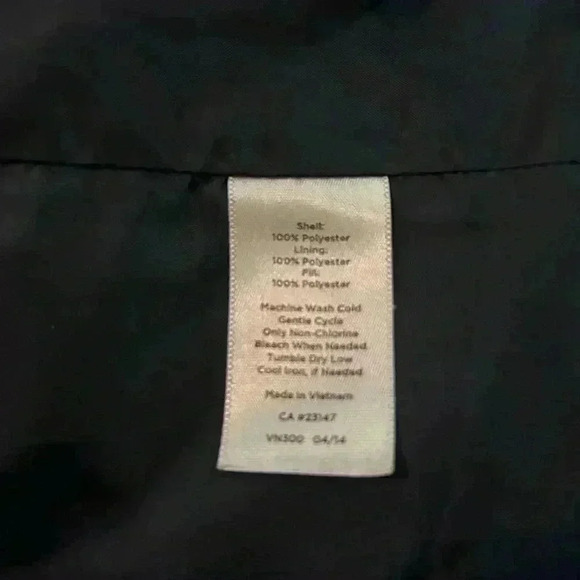 Shell:
100% Polyester
Lining:
100% Polyester
Fill:
100% Polyester
Machine Wash Cold
Gentle Cycle
Only Non-Chlorine
Bleach When Needed
Tumble Dry Low
Cool Iron, if Needed
Made in Vietnam
CA #23147
VN300 04/14